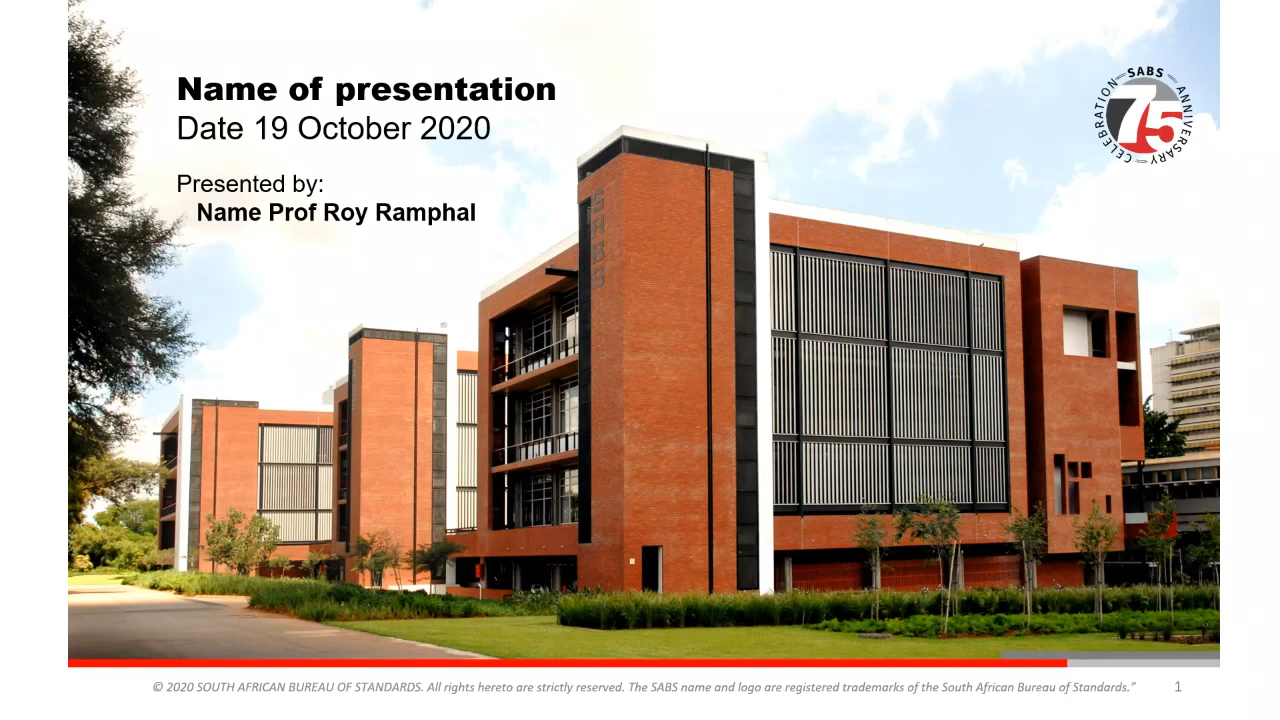 Name of presentation
Date 19 October 2020
Presented by:
Name Prof Roy Ramphal
SABS
ANNIVERSARY
CELEBRATION
75
SABS
© 2020 SOUTH AFRICAN BUREAU OF STANDARDS. All rights hereto are strictly reserved. The SABS name and logo are registered trademarks of the South African Bureau of Standards.”
1